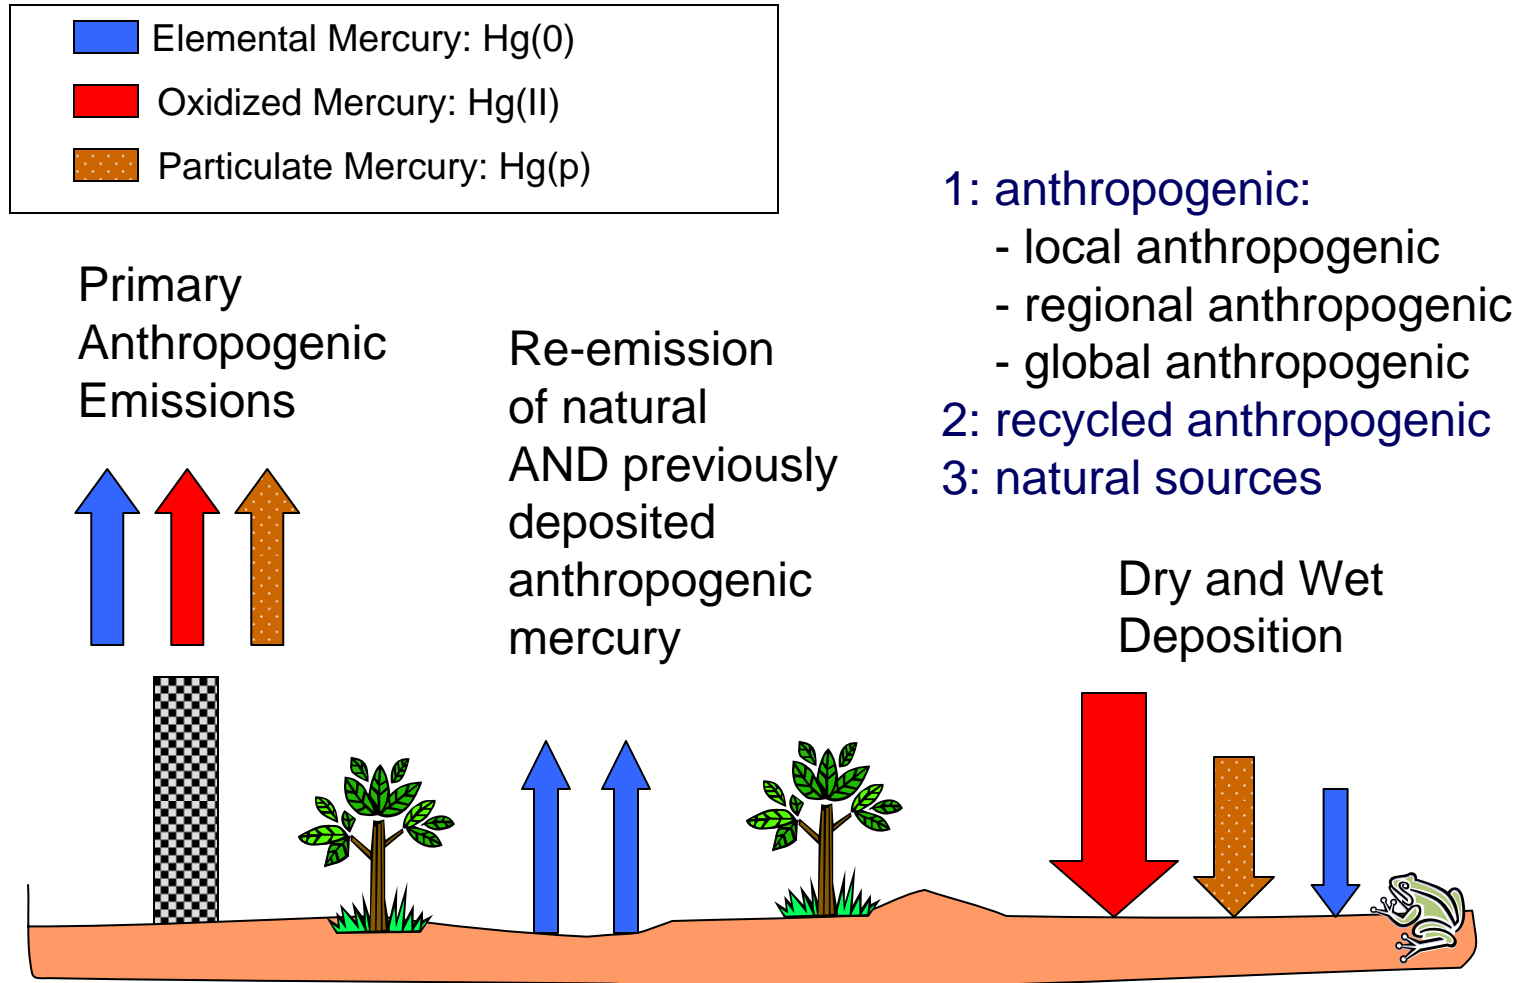 Elemental Mercury: Hg(0)
Oxidized Mercury: Hg(II)
Particulate Mercury: Hg(p)
Primary
Anthropogenic
Emissions
Re-emission
of natural
AND previously
deposited
anthropogenic
mercury
1: anthropogenic:
- local anthropogenic
- regional anthropogenic
- global anthropogenic
2: recycled anthropogenic
3: natural sources
Dry and Wet
Deposition